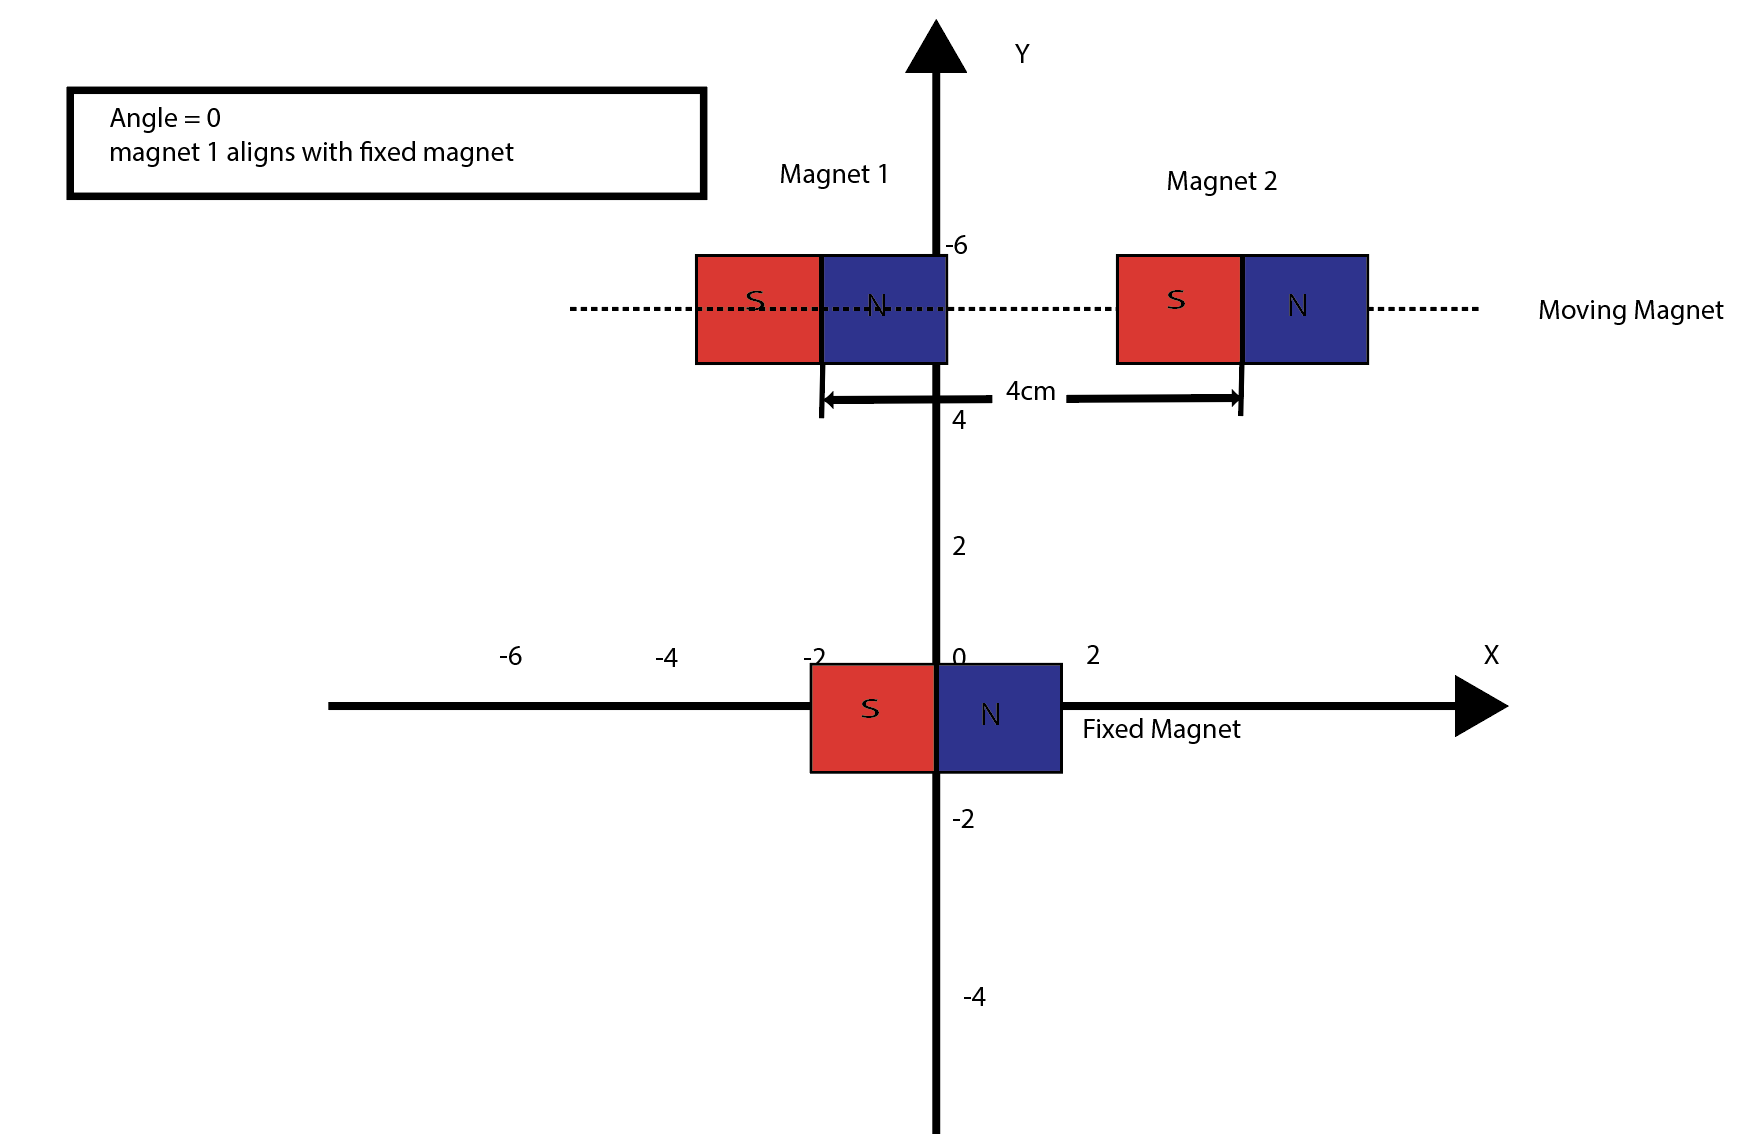 Y
Angle = 0
magnet 1 aligns with fixed magnet
Magnet 1
Magnet 2
-6
S
N
S
N
Moving Magnet
4cm
4
2
-6
-4
-2
0
2
X
S
N
Fixed Magnet
-2
-4